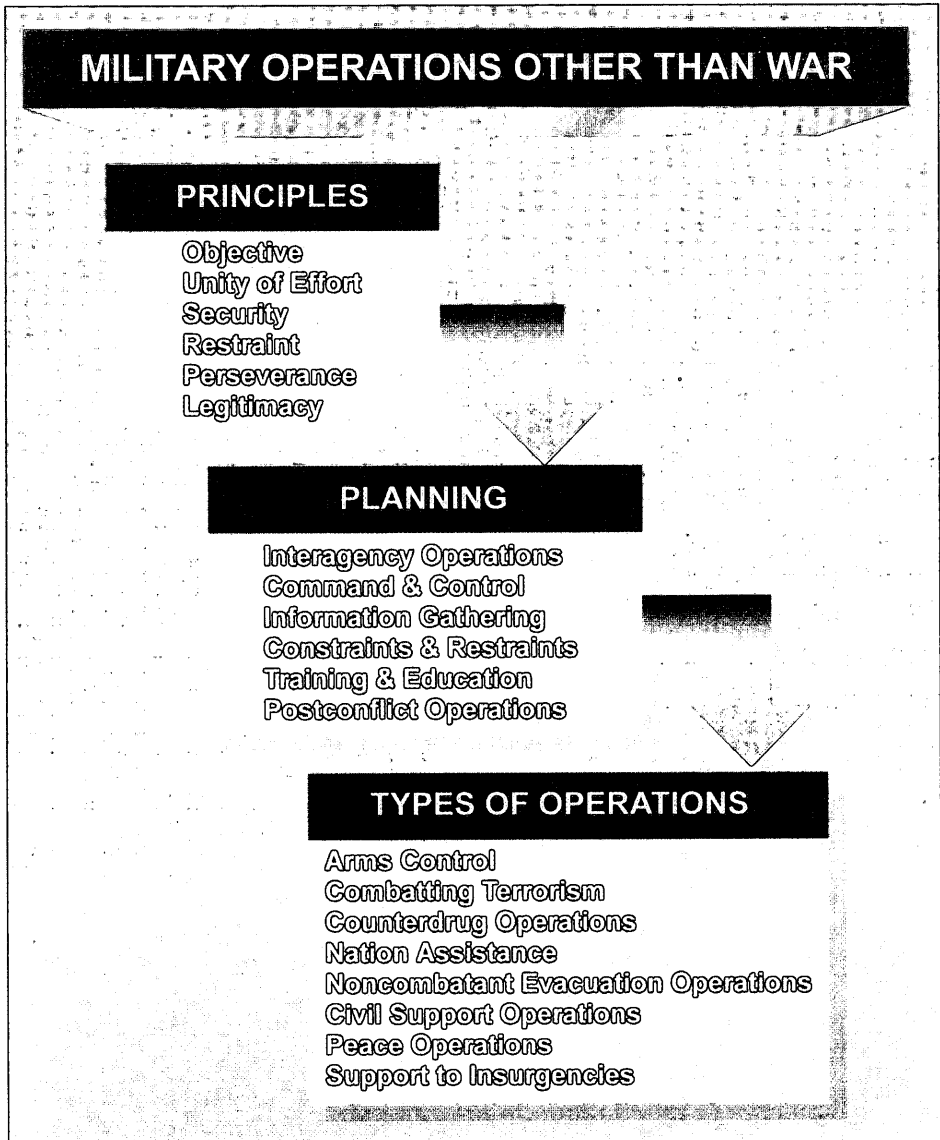 MILITARY OPERATIONS OTHER THAN WAR
PRINCIPLES
Objective
Unity of Effort
Security
Restraint
Perseverance
Legitimacy
PLANNING
Interagency Operations
Command & Control
Information Gathering
Constraints & Restraints
Training & Education
Postconflict Operations
TYPES OF OPERATIONS
Arms Control
Combatting Terrorism
Counterdrug Operations
Nation Assistance
Noncombatant Evacuation Operations
Civil Support Operations
Peace Operations
Support to Insurgencies